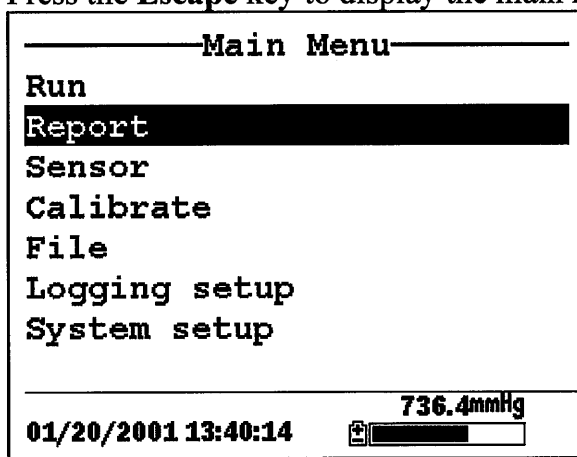 Press the Escape key to display the main
Main Menu
Run
Report
Sensor
Calibrate
File
Logging setup
System setup
736.4mmHg
01/20/2001 13:40:14